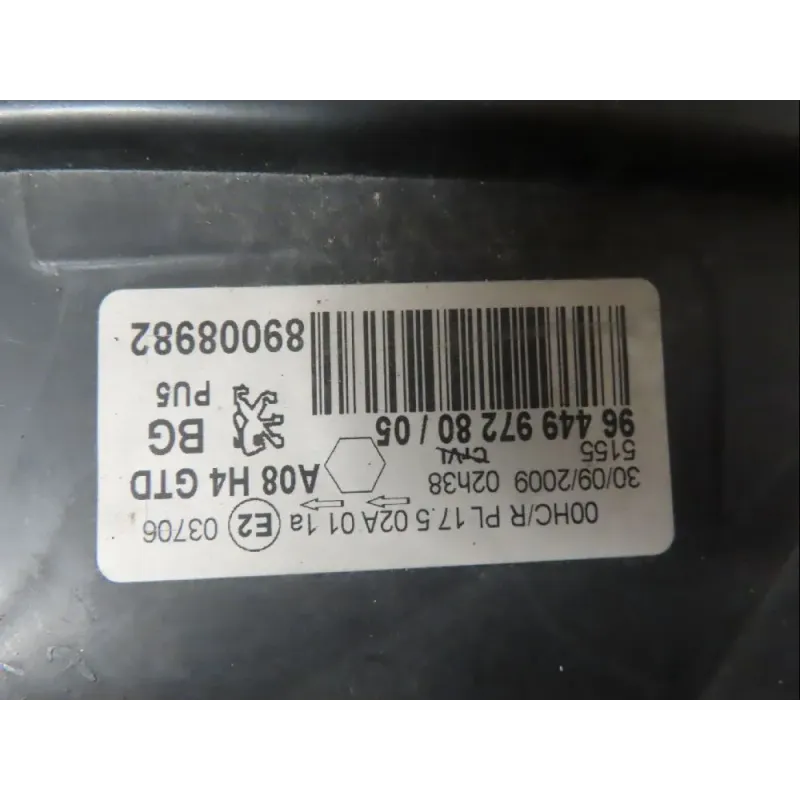 00HC/R PL 17.5 02A 01 1a E2 03706
30/09/2009 02h38
5155
A08 H4 GTD
96 449 972 80 / 05
BG
PU5
89008982